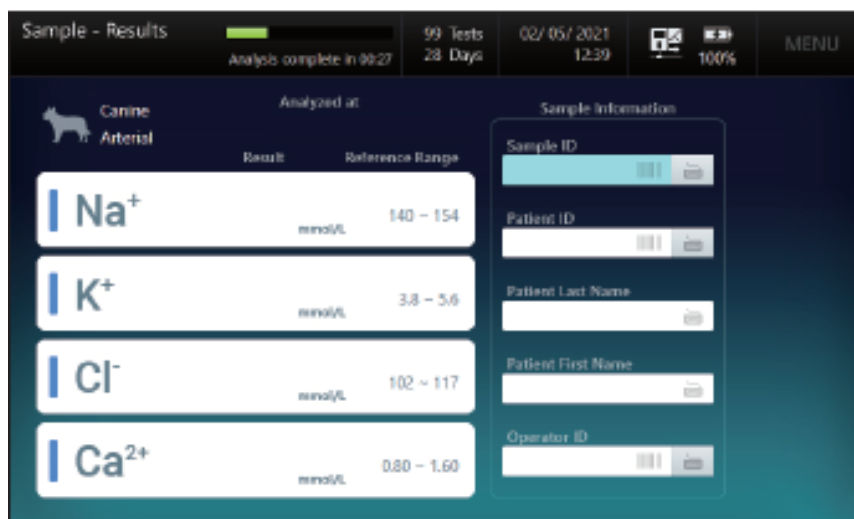 Sample - Results
Analysis complete in 00:27
99 Tests
28 Days
02/ 05/ 2021
12:39
100%
MENU
Canine
Arterial
Analyzed at
Result Reference Range
Na⁺
mmol/L
140 ~ 154
K⁺
mmol/L
3.8 ~ 5.6
Cl⁻
mmol/L
102 ~ 117
Ca²⁺
mmol/L
0.80 ~ 1.60
Sample Information
Sample ID
Patient ID
Patient Last Name
Patient First Name
Operator ID